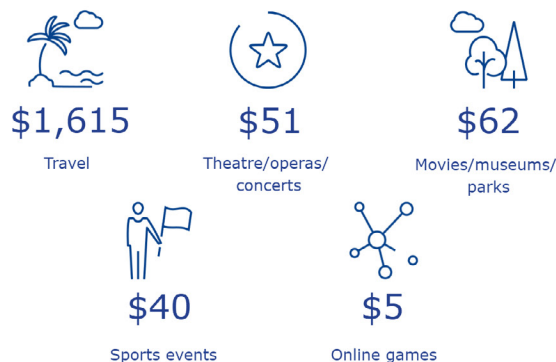 $1,615
$51
$62
Travel
Theatre/operas/
concerts
Movies/museums/
parks
$40
$5
Sports events
Online games